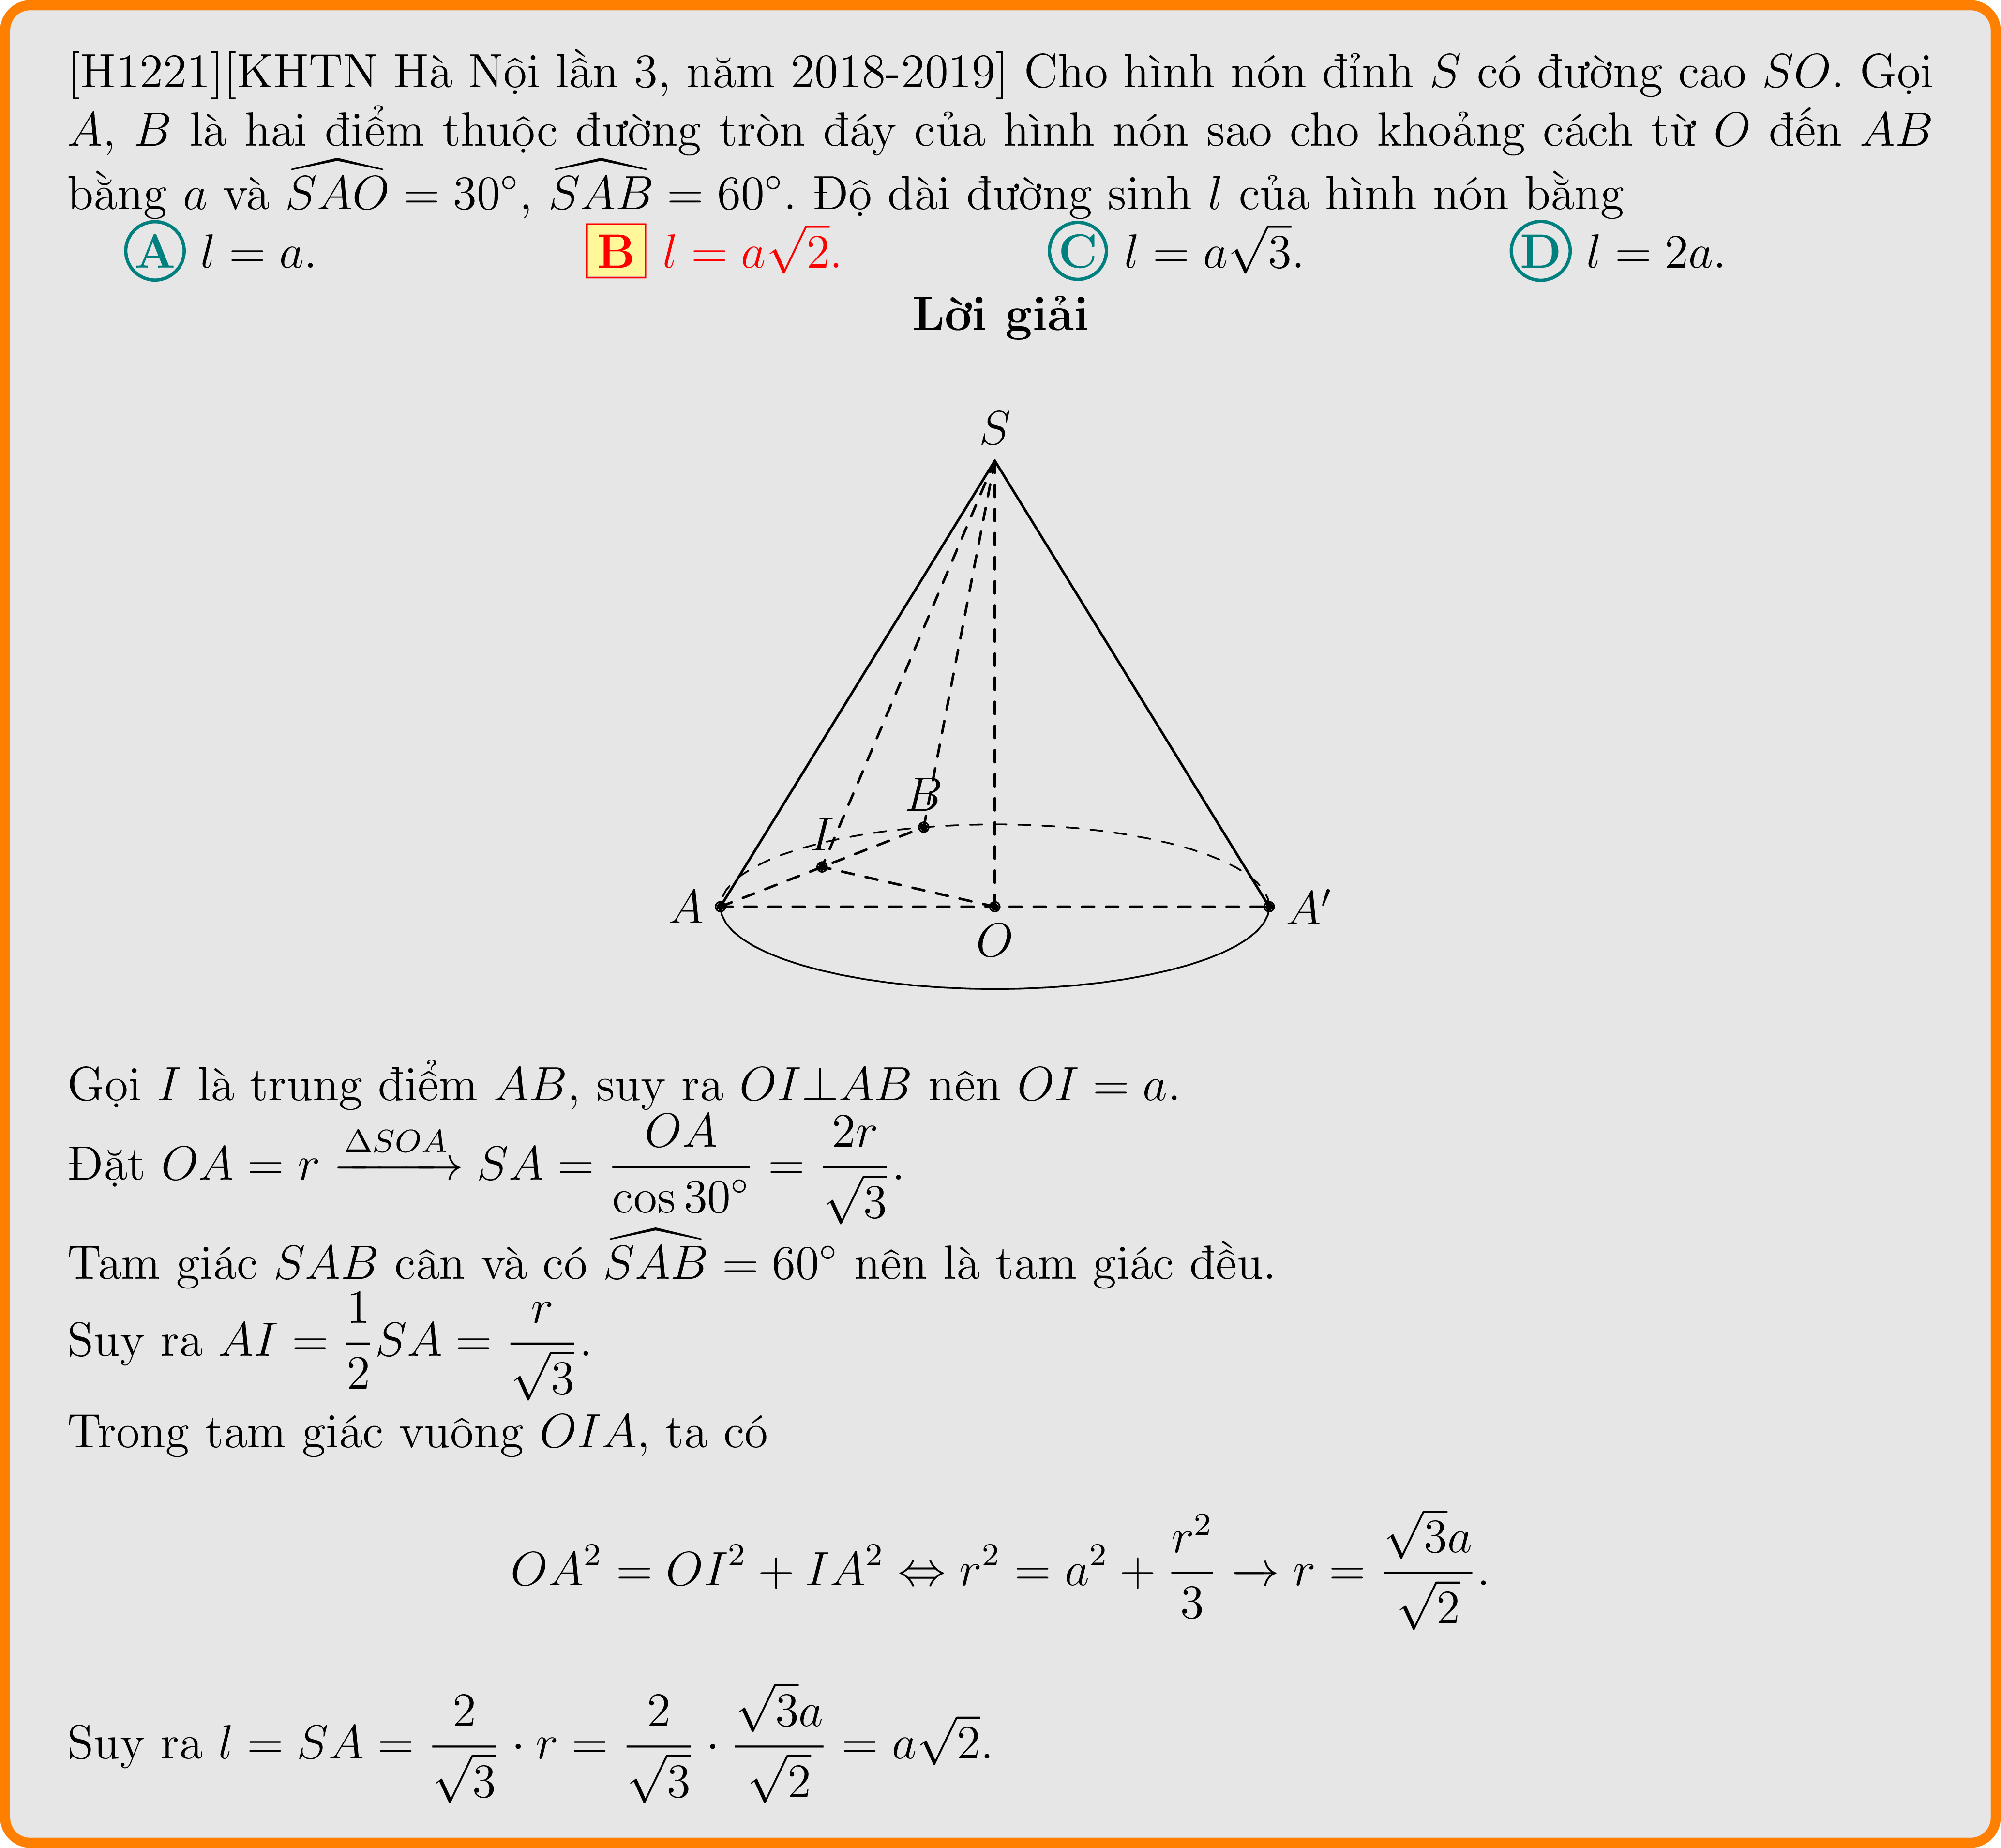 [H1221][KHTN Hà Nội lần 3, năm 2018-2019] Cho hình nón đỉnh S có đường cao SO. Gọi
A, B là hai điểm thuộc đường tròn đáy của hình nón sao cho khoảng cách từ O đến AB
bằng a và $\widehat{SAO} = 30^\circ$, $\widehat{SAB} = 60^\circ$. Độ dài đường sinh l của hình nón bằng
A l = a. B $l = a\sqrt{2}$. C $l = a\sqrt{3}$. D l = 2a.
Lời giải
S
B
I
A
A′
O
Gọi I là trung điểm AB, suy ra OI⊥AB nên OI = a.
Đặt $OA = r \xrightarrow{\Delta SOA} SA = \frac{OA}{\cos 30^\circ} = \frac{2r}{\sqrt{3}}$.
Tam giác SAB cân và có $\widehat{SAB} = 60^\circ$ nên là tam giác đều.
Suy ra $AI = \frac{1}{2}SA = \frac{r}{\sqrt{3}}$.
Trong tam giác vuông OIA, ta có
$OA^2 = OI^2 + IA^2 \Leftrightarrow r^2 = a^2 + \frac{r^2}{3} \rightarrow r = \frac{\sqrt{3}a}{\sqrt{2}}$.
Suy ra $l = SA = \frac{2}{\sqrt{3}} \cdot r = \frac{2}{\sqrt{3}} \cdot \frac{\sqrt{3}a}{\sqrt{2}} = a\sqrt{2}$.